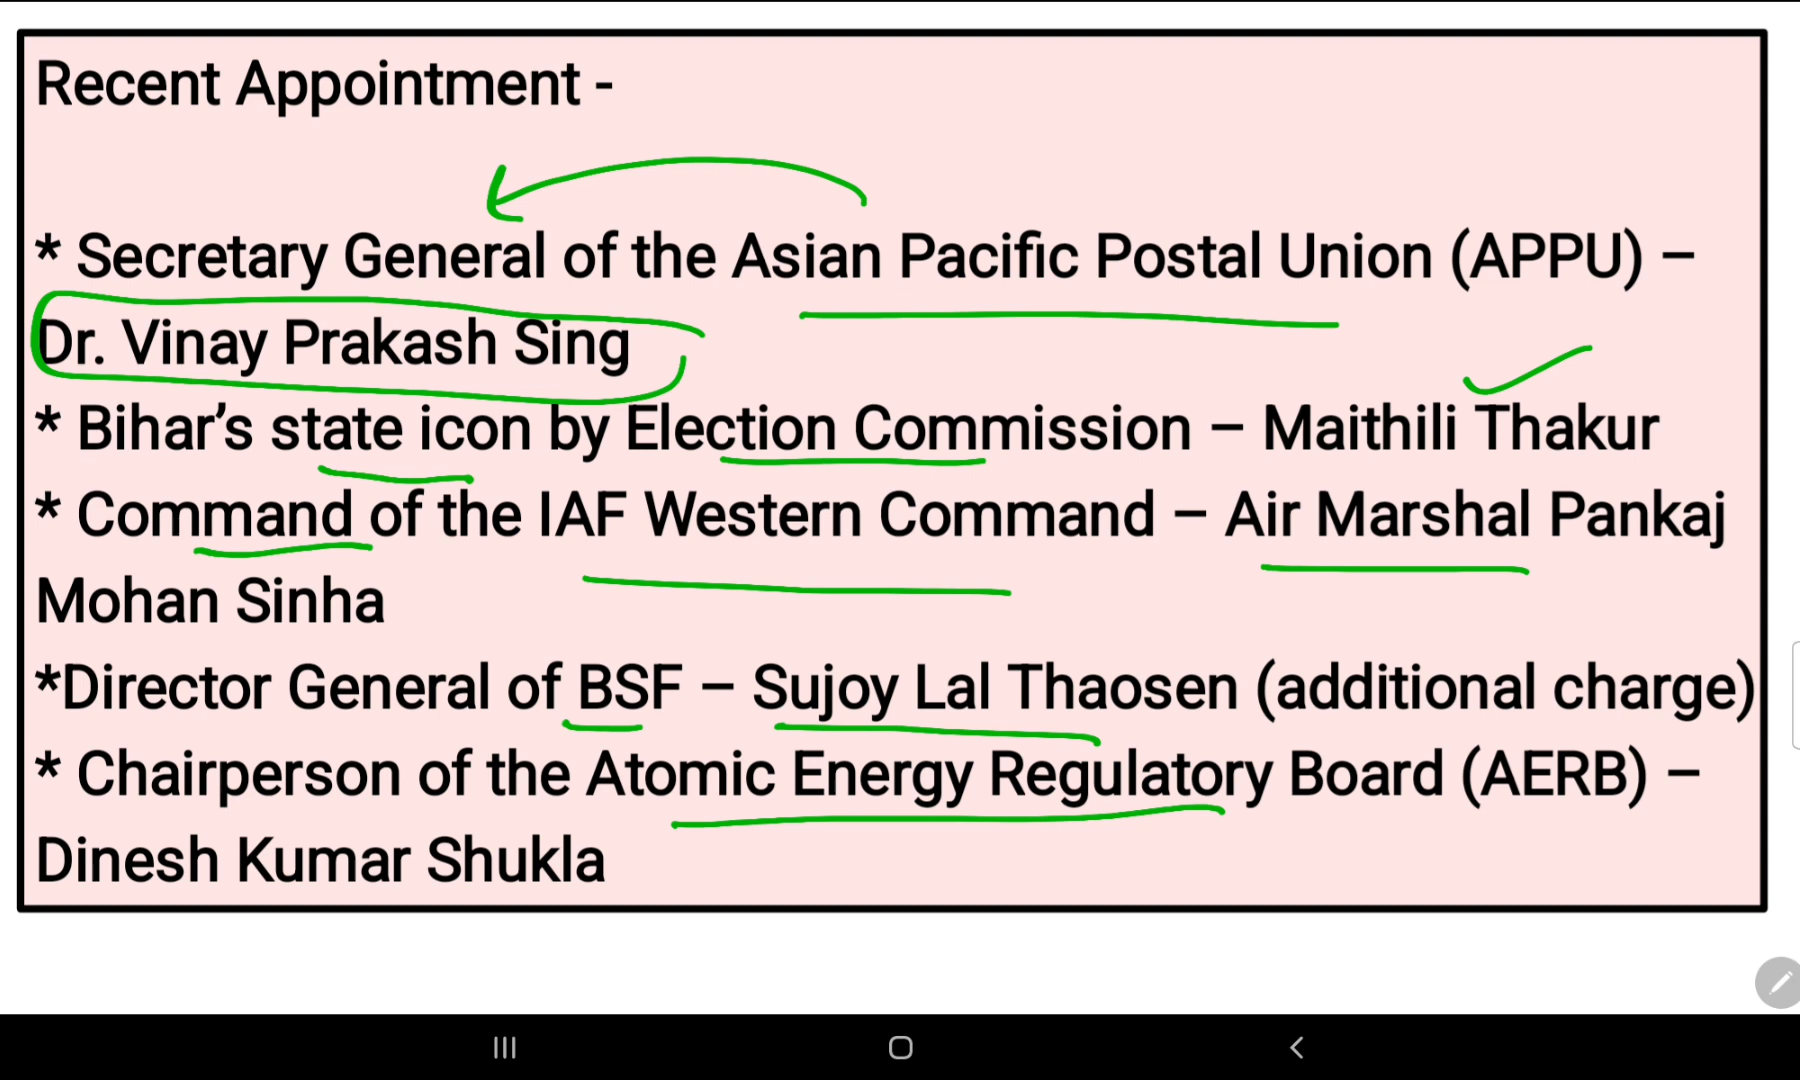 Recent Appointment -
* Secretary General of the Asian Pacific Postal Union (APPU) –
Dr. Vinay Prakash Sing
* Bihar’s state icon by Election Commission – Maithili Thakur
* Command of the IAF Western Command – Air Marshal Pankaj
Mohan Sinha
*Director General of BSF – Sujoy Lal Thaosen (additional charge)
* Chairperson of the Atomic Energy Regulatory Board (AERB) –
Dinesh Kumar Shukla